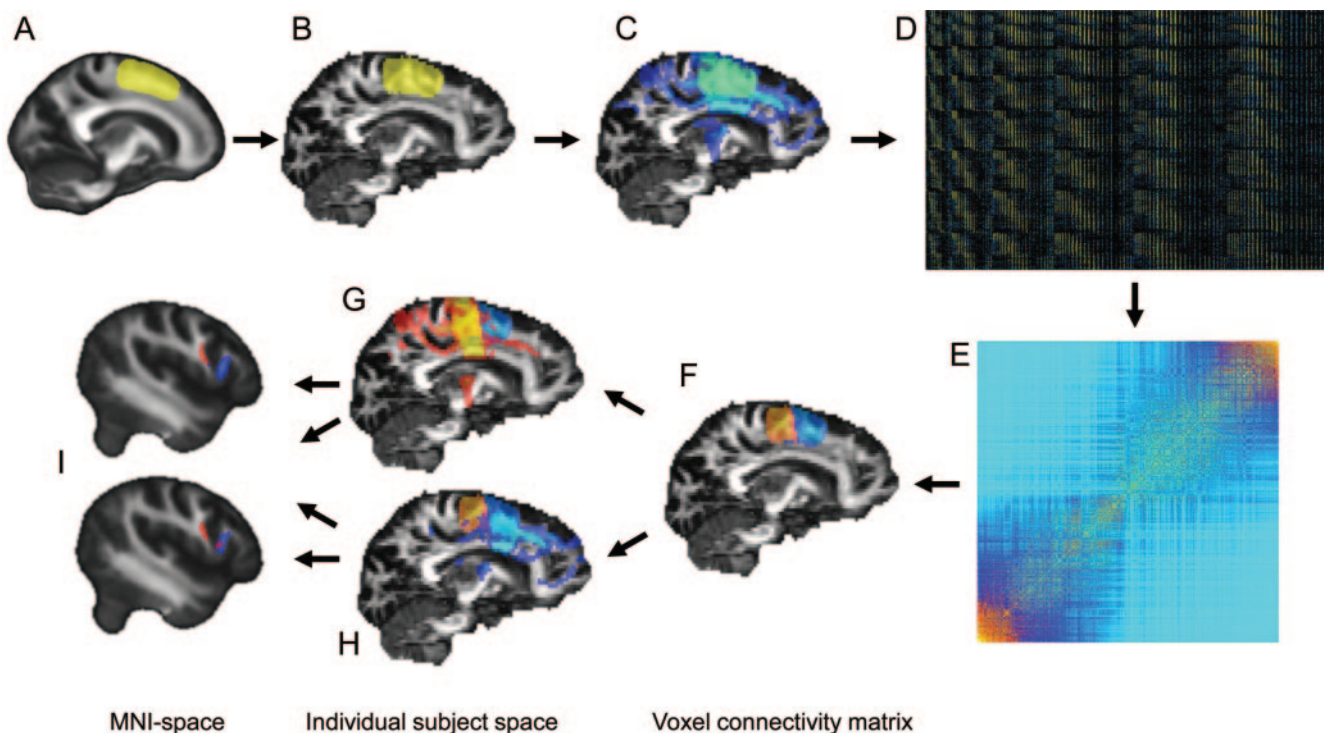 A
B
C
D
E
F
G
H
I
MNI-space
Individual subject space
Voxel connectivity matrix